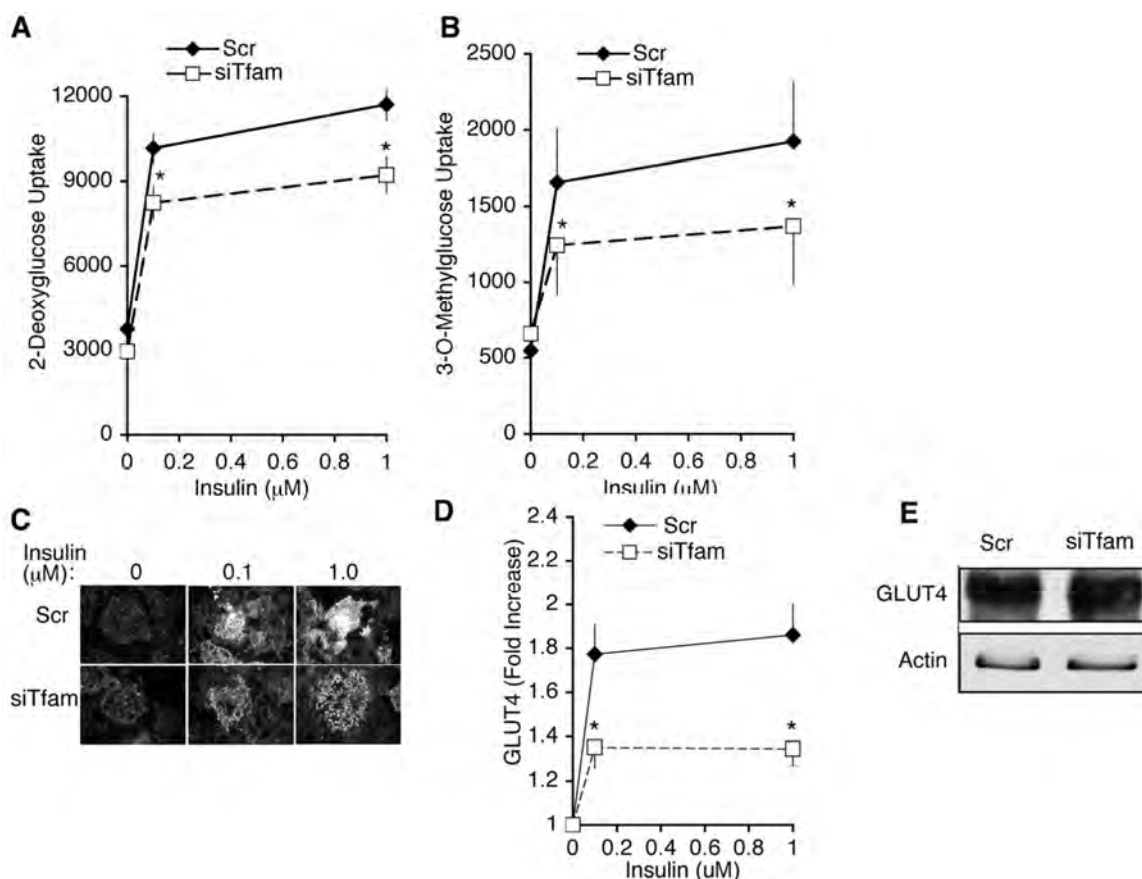 A
Scr
siTfam
2-Deoxyglucose Uptake
12000
9000
6000
3000
0
*
*
0 0.2 0.4 0.6 0.8 1
Insulin (μM)
B
Scr
siTfam
3-O-Methylglucose Uptake
2500
2000
1500
1000
500
0
*
*
0 0.2 0.4 0.6 0.8 1
Insulin (μM)
C
Insulin
(μM): 0 0.1 1.0
Scr
siTfam
D
Scr
siTfam
GLUT4 (Fold Increase)
2.4
2.2
2
1.8
1.6
1.4
1.2
1
*
*
0 0.2 0.4 0.6 0.8 1
Insulin (uM)
E
Scr siTfam
GLUT4
Actin